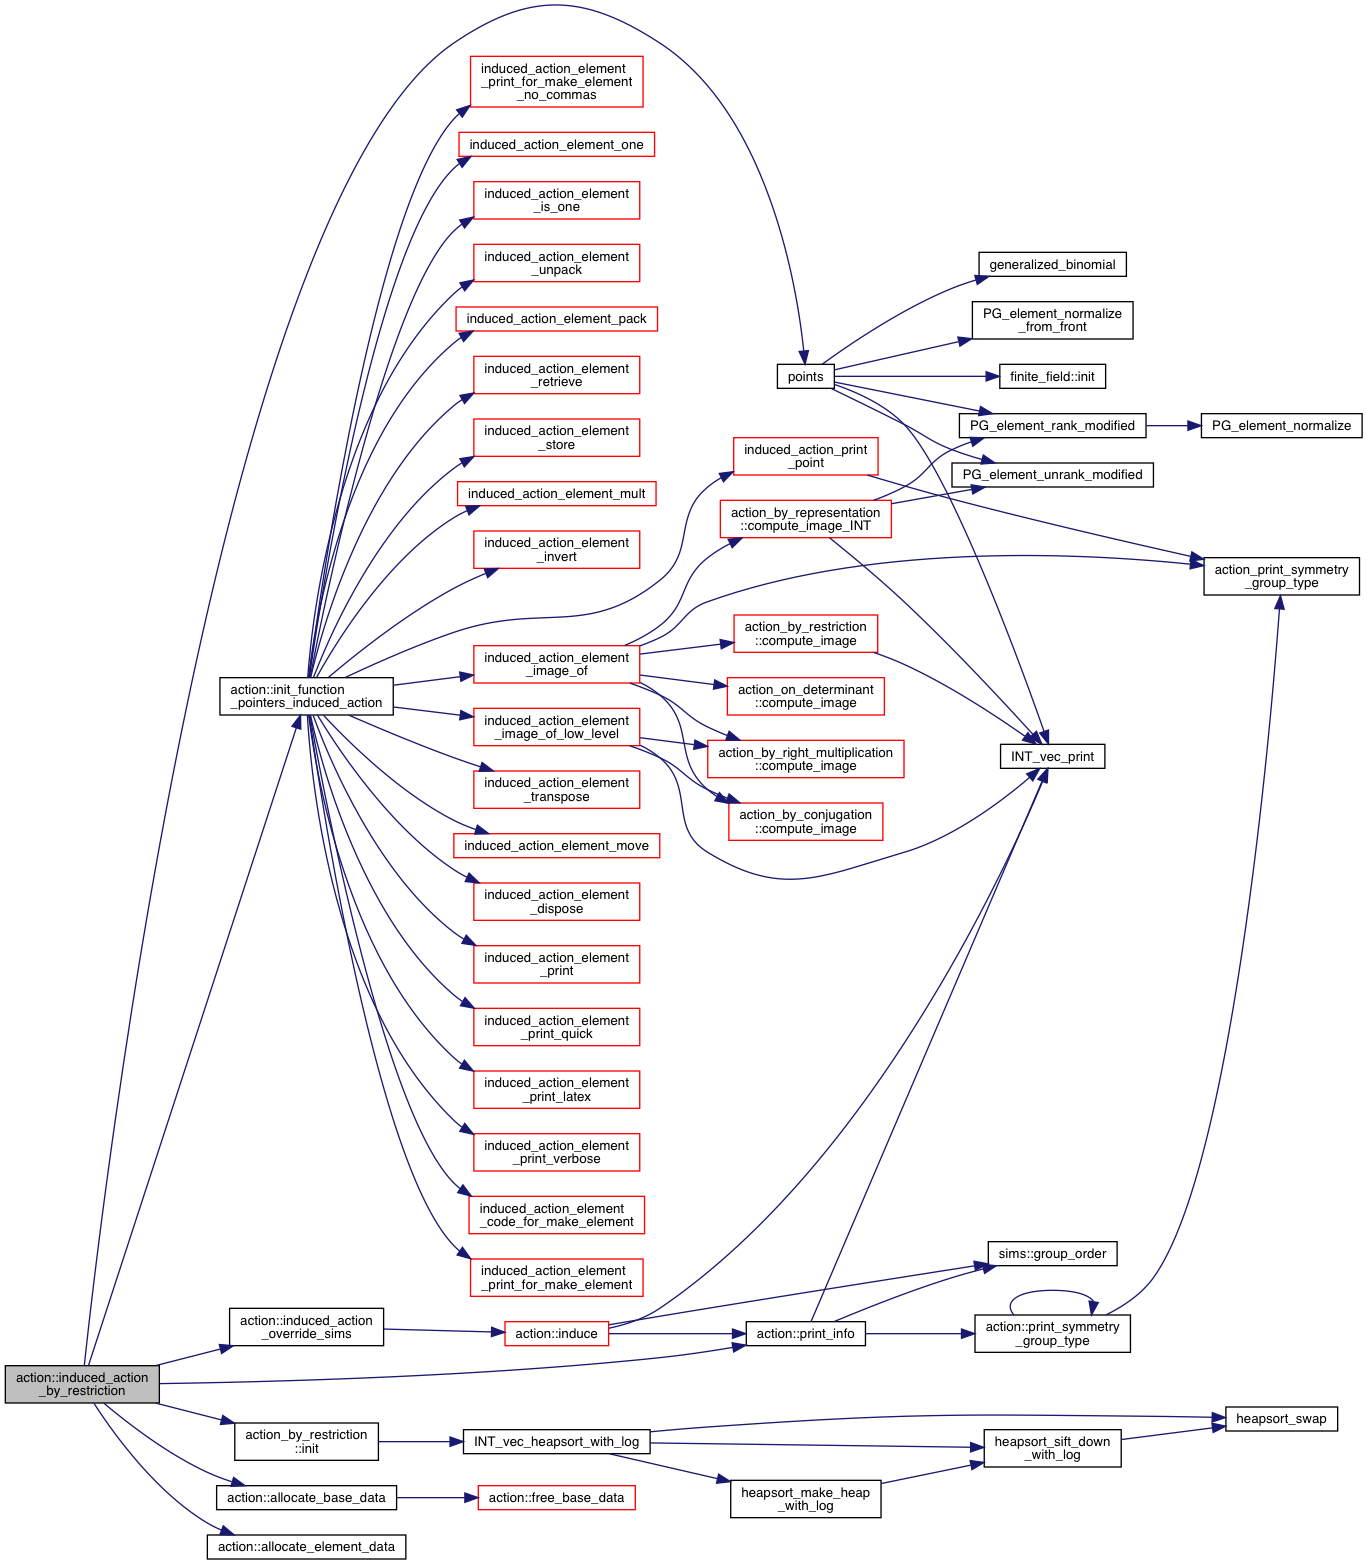 induced_action_element
_print_for_make_element
_no_commas
induced_action_element_one
induced_action_element
_is_one
induced_action_element
_unpack
induced_action_element_pack
induced_action_element
_retrieve
induced_action_element
_store
induced_action_element_mult
induced_action_element
_invert
induced_action_element
_image_of
induced_action_element
_image_of_low_level
induced_action_element
_transpose
induced_action_element_move
induced_action_element
_dispose
induced_action_element
_print
induced_action_element
_print_quick
induced_action_element
_print_latex
induced_action_element
_print_verbose
induced_action_element
_code_for_make_element
induced_action_element
_print_for_make_element
action::init_function
_pointers_induced_action
action::induced_action
_override_sims
action::induced_action
_by_restriction
action_by_restriction
::init
action::allocate_base_data
action::allocate_element_data
action::induce
INT_vec_heapsort_with_log
action::free_base_data
points
induced_action_print
_point
action_by_representation
::compute_image_INT
action_by_restriction
::compute_image
action_on_determinant
::compute_image
action_by_right_multiplication
::compute_image
action_by_conjugation
::compute_image
action::print_info
heapsort_make_heap
_with_log
generalized_binomial
PG_element_normalize
_from_front
finite_field::init
PG_element_rank_modified
PG_element_unrank_modified
INT_vec_print
sims::group_order
action::print_symmetry
_group_type
heapsort_sift_down
_with_log
PG_element_normalize
action_print_symmetry
_group_type
heapsort_swap